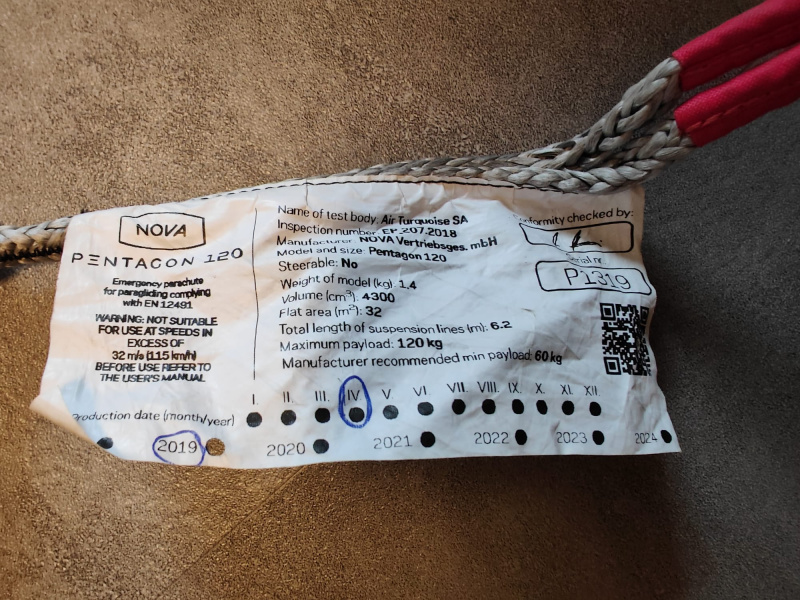 NOVA
PENTAGON 120
Emergency parachute
for paragliding complying
with EN 12491
WARNING: NOT SUITABLE
FOR USE AT SPEEDS IN
EXCESS OF
32 m/s (115 km/h)
BEFORE USE REFER TO
THE USER'S MANUAL
Name of test body: Air Turquoise SA
Inspection number: EP 207.2018
Manufacturer: NOVA Vertriebsges. mbH
Model and size: Pentagon 120
Steerable: No
Weight of model (kg): 1.4
Volume (cm³): 4300
Flat area (m²): 32
Total length of suspension lines (m): 6.2
Maximum payload: 120 kg
Manufacturer recommended min payload: 60 kg
Conformity checked by:
Serial nr.
P1319
I. II. III. IV. V. VI. VII. VIII. IX. X. XI. XII.
Production date (month/year)
2019 2020 2021 2022 2023 2024